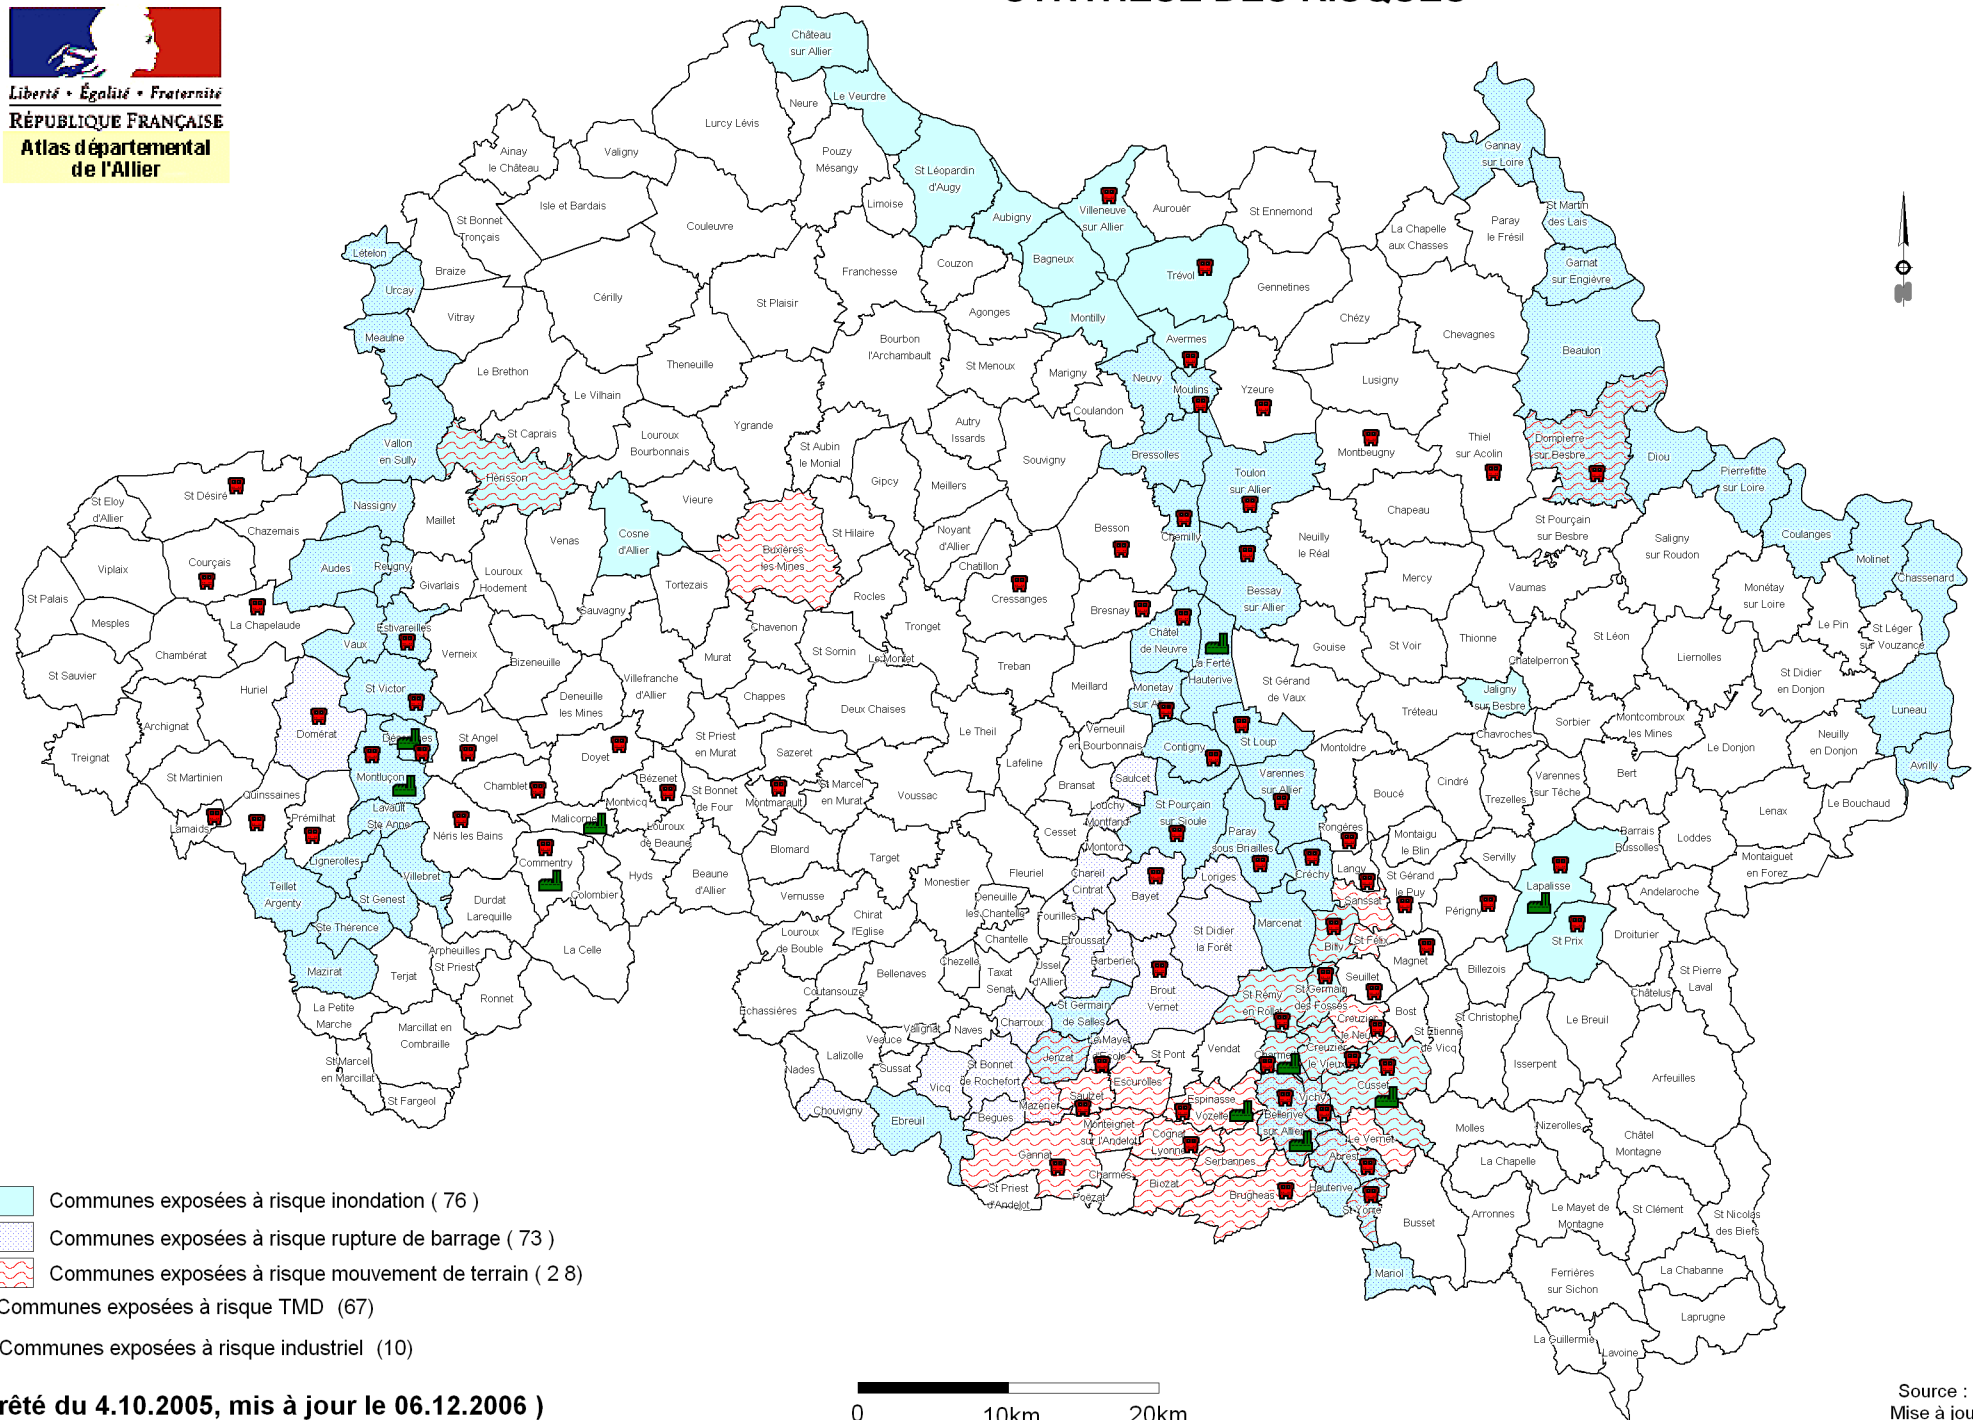 Liberté • Égalité • Fraternité
RÉPUBLIQUE FRANÇAISE
Atlas départemental
de l'Allier
Château
sur Allier
Le Veurdre
Neure
Lurcy Lévis
Pouzy
Mésangy
Limoise
St Léopardin
d'Augy
Aubigny
Villeneuve
sur Allier
Aurouër
St Ennemond
Gannay
sur Loire
Paray
le Frésil
La Chapelle
aux Chasses
St Martin
des Lais
Garnat
sur Engièvre
Ainay
le Château
Valigny
Isle et Bardais
St Bonnet
Tronçais
Couleuvre
Braize
Lételon
Urcay
Vitray
Cérilly
St Plaisir
Franchesse
Couzon
Bagneux
Trévol
Gennetines
Chézy
Chevagnes
Beaulon
Meaulne
Le Brethon
Theneuille
Bourbon
l'Archambault
Agonges
Montilly
Avermes
St Menoux
Marigny
Neuvy
Moulins
Yzeure
Lusigny
Le Vilhain
Ygrande
Coulandon
Autry
Issards
Vallon
en Sully
St Caprais
Louroux
Bourbonnais
St Aubin
le Monial
Souvigny
Bressolles
Toulon
sur Allier
Montbeugny
Thiel
sur Acolin
Dompierre
sur Besbre
Diou
Pierrefitte
sur Loire
St Désiré
St Eloy
d'Allier
Hérisson
Vieure
Gipcy
Meillers
Nassigny
Maillet
Chazemais
Cosne
d'Allier
Venas
Buxières
les Mines
St Hilaire
Noyant
d'Allier
Besson
Chemilly
Neuilly
le Réal
Chapeau
St Pourçain
sur Besbre
Saligny
sur Roudon
Coulanges
Molinet
Chassenard
Viplaix
Courçais
Audes
Reugny
Givarlais
Louroux
Hodement
Tortezais
Chatillon
Cressanges
Bresnay
Bessay
sur Allier
Mercy
Vaumas
Monétay
sur Loire
St Palais
Mesples
La Chapelaude
Sauvagny
Chavenon
Rocles
Tronget
Le Pin
St Léger
sur Vouzance
Estivareilles
Vaux
Verneix
Bizeneuille
Murat
St Sornin
Le Montet
Treban
Châtel
de Neuvre
La Ferté
Hauterive
Gouise
St Voir
Thionne
Chatelperron
St Léon
Liernolles
St Didier
en Donjon
Chambérat
St Sauvier
Huriel
St Victor
Villefranche
d'Allier
Deneuille
les Mines
Chappes
Deux Chaises
Meillard
Monetay
St Gérand
de Vaux
Jaligny
sur Besbre
Luneau
Archignat
Domérat
St Angel
Doyet
St Priest
en Murat
Sazeret
Le Theil
Verneuil
en Bourbonnais
Contigny
St Loup
Montoldre
Tréteau
Chavroches
Sorbier
Montcombroux
les Mines
Le Donjon
Neuilly
en Donjon
Avrilly
Treignat
St Martinien
Montluçon
Chamblet
Bézenet
Montvicq
St Bonnet
de Four
Montmarault
St Marcel
en Murat
Voussac
Lafeline
Bransat
Saulcet
Louchy
Montfand
St Pourçain
sur Sioule
Varennes
sur Allier
Boucé
Cindré
Trezelles
Varennes
sur Tèche
Bert
Lenax
Le Bouchaud
Quinssaines
Lamaids
Prémilhat
Lavault
Ste Anne
Néris les Bains
Malicorne
Louroux
de Beaune
Commentry
Blomard
Target
Cesset
Montord
Paray
sous Briailles
Rongères
Montaigu
le Blin
Servilly
Barrais
Bussolles
Loddes
Montaiguet
en Forez
Lignerolles
Teillet
Argenty
St Genest
Villebret
Durdat
Larequille
Colombier
Hyds
Beaune
d'Allier
Vernusse
Monestier
Fleuriel
Chareil
Cintrat
Bayet
Loriges
Créchy
Langy
Sanssat
St Gérand
le Puy
Périgny
Lapalisse
Andelaroche
Ste Thérence
Mazirat
Terjat
Arpheuilles
St Priest
La Celle
Louroux
de Bouble
Chirat
l'Eglise
Deneuille
les Chantelle
Fourilles
Chantelle
Etroussat
St Didier
la Forêt
Marcenat
Billy
St Félix
Magnet
St Prix
Droiturier
La Petite
Marche
Marcillat en
Combraille
Ronnet
Echassières
Coutansouze
Bellenaves
Chezelle
Taxat
Senat
Ussel
d'Allier
Barberier
Brout
Vernet
St Rémy
en Rollat
St Germain
des Fossés
Seuillet
Billezois
St Pierre
Laval
Châtelus
St Marcel
en Marcillat
St Fargeol
Nades
Lalizolle
Veauce
Valignat
Naves
Sussat
Charroux
St Germain
de Salles
Jenzat
Le Mayet
d'Ecole
St Pont
Vendat
Charmeil
Creuzier
le Neuf
Creuzier
le Vieux
Bost
St Etienne
de Vicq
St Christophe
Le Breuil
Isserpent
Arfeuilles
Chouvigny
Ebreuil
Vicq
St Bonnet
de Rochefort
Begues
Mazerier
Saulzet
Escurolles
Espinasse
Vozelle
Vichy
Cusset
Bellerive
sur Allier
Monteignet
sur l'Andelot
Cognat
Lyonne
Gannat
Charmes
St Priest
d'Andelot
Poëzat
Biozat
Serbannes
Brugheas
Le Vernet
Abrest
Hauterive
St Yorre
Mariol
Busset
Molles
La Chapelle
Nizerolles
Châtel
Montagne
Arronnes
Le Mayet de
Montagne
St Clément
St Nicolas
des Biefs
Ferrières
sur Sichon
La Chabanne
Laprugne
La Guillermie
Lavoine
Communes exposées à risque inondation ( 76 )
Communes exposées à risque rupture de barrage ( 73 )
Communes exposées à risque mouvement de terrain ( 2 8)
Communes exposées à risque TMD (67)
Communes exposées à risque industriel (10)
rêté du 4.10.2005, mis à jour le 06.12.2006 )
0 10km 20km
Source :
Mise à jou